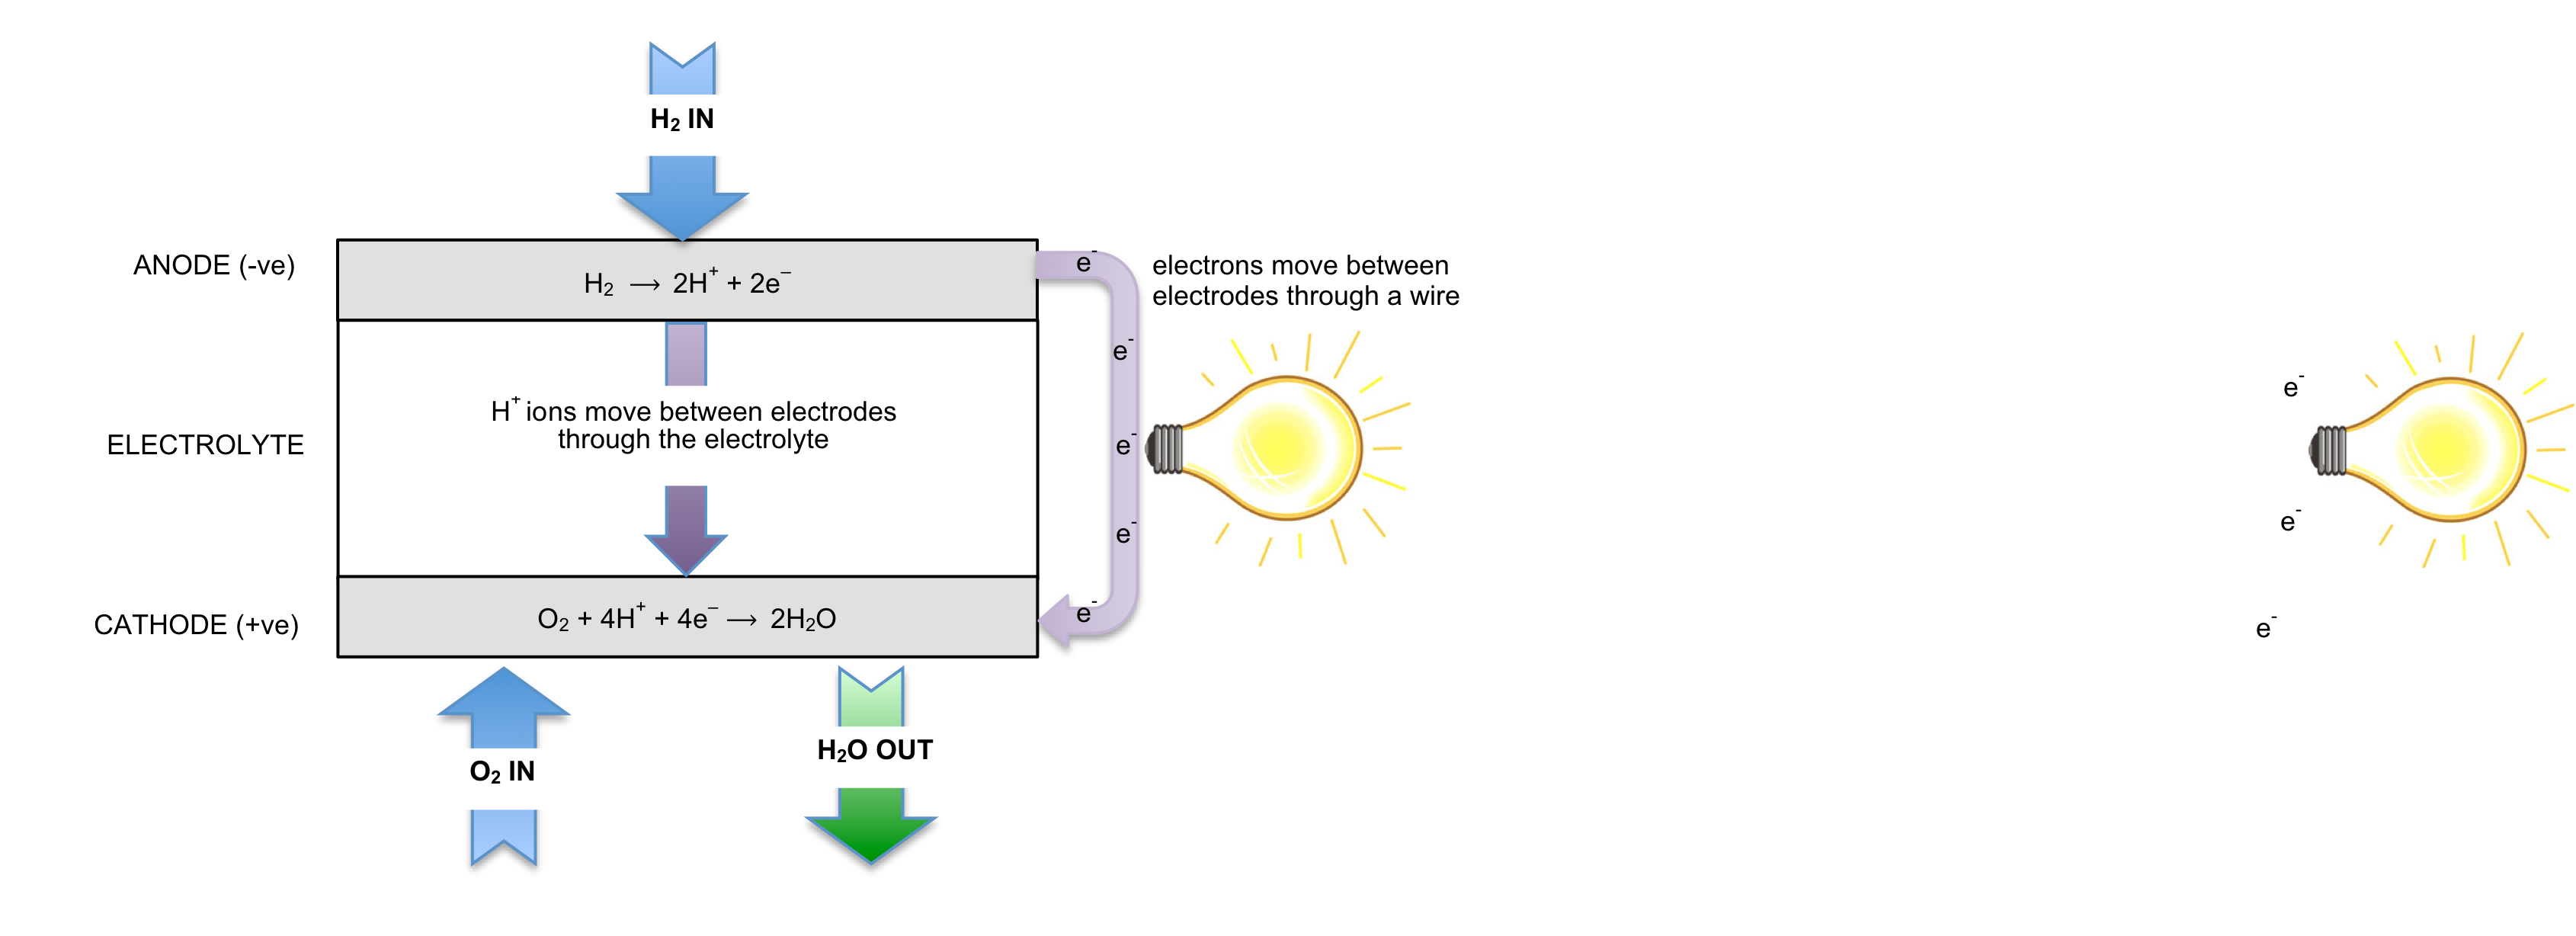 H₂ IN
ANODE (-ve)
H₂ → 2H⁺ + 2e⁻
e⁻
electrons move between
electrodes through a wire
e⁻
e⁻
H⁺ ions move between electrodes
through the electrolyte
ELECTROLYTE
e⁻
e⁻
e⁻
e⁻
CATHODE (+ve)
O₂ + 4H⁺ + 4e⁻ → 2H₂O
e⁻
e⁻
O₂ IN
H₂O OUT